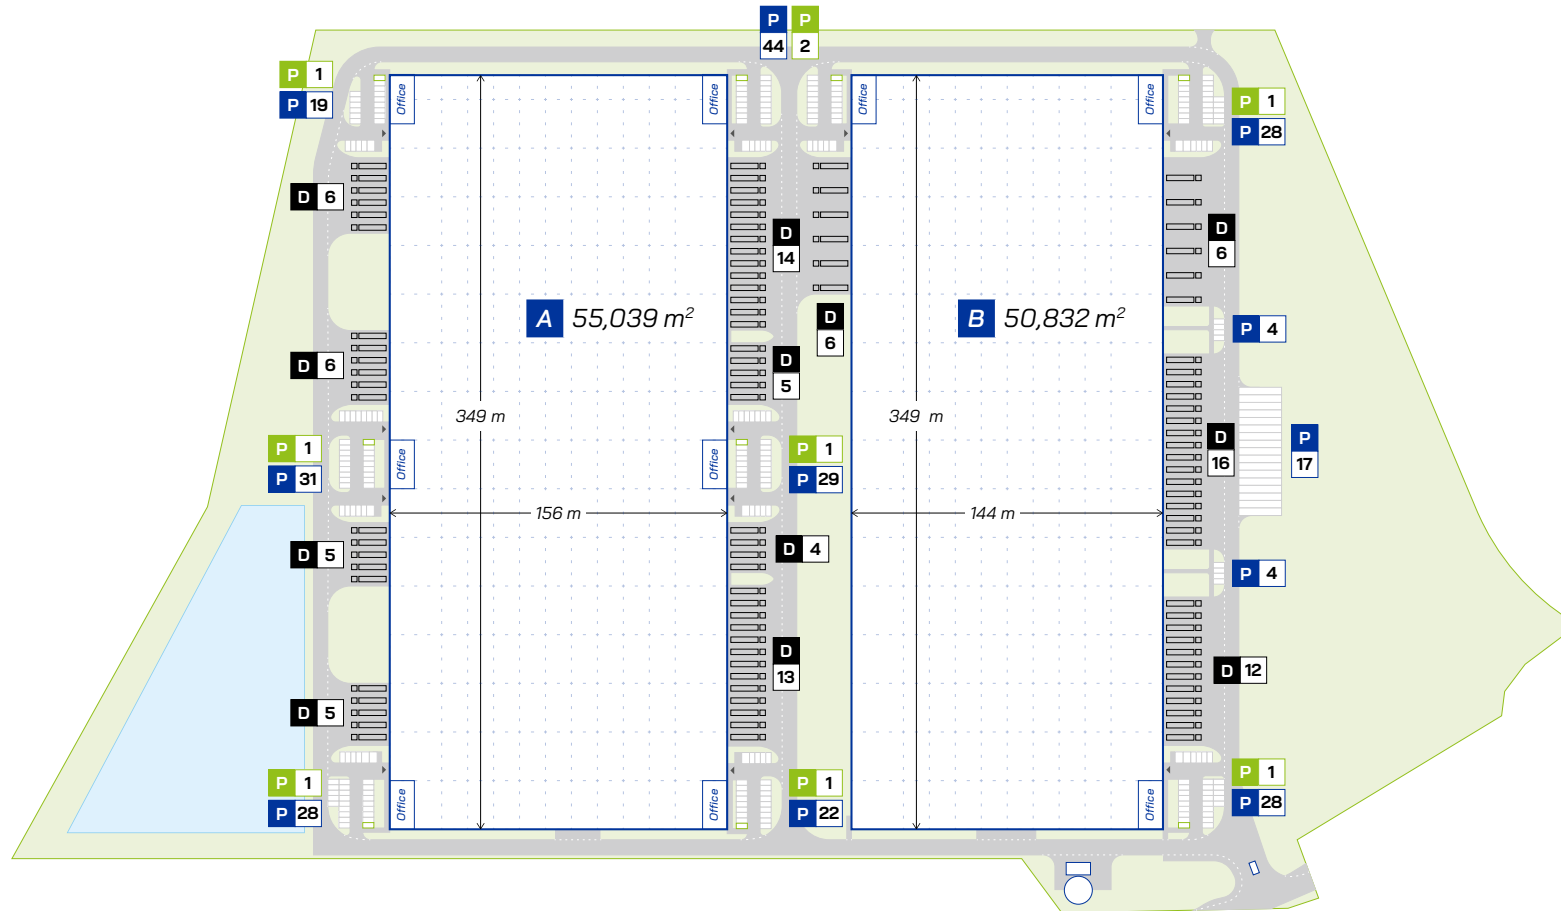 P P
44 2
P 1
P 19
Office
Office
Office
Office
P 1
P 28
D 6
D
14
D
6
A 55,039 m²
B 50,832 m²
D
6
P 4
D 6
D
5
349 m
349 m
P 1
P 31
Office
Office
P 1
P 29
D
16
P
17
156 m
144 m
D 5
D 4
P 4
D
13
D 12
D 5
P 1
P 28
Office
Office
P 1
P 22
Office
P 1
P 28